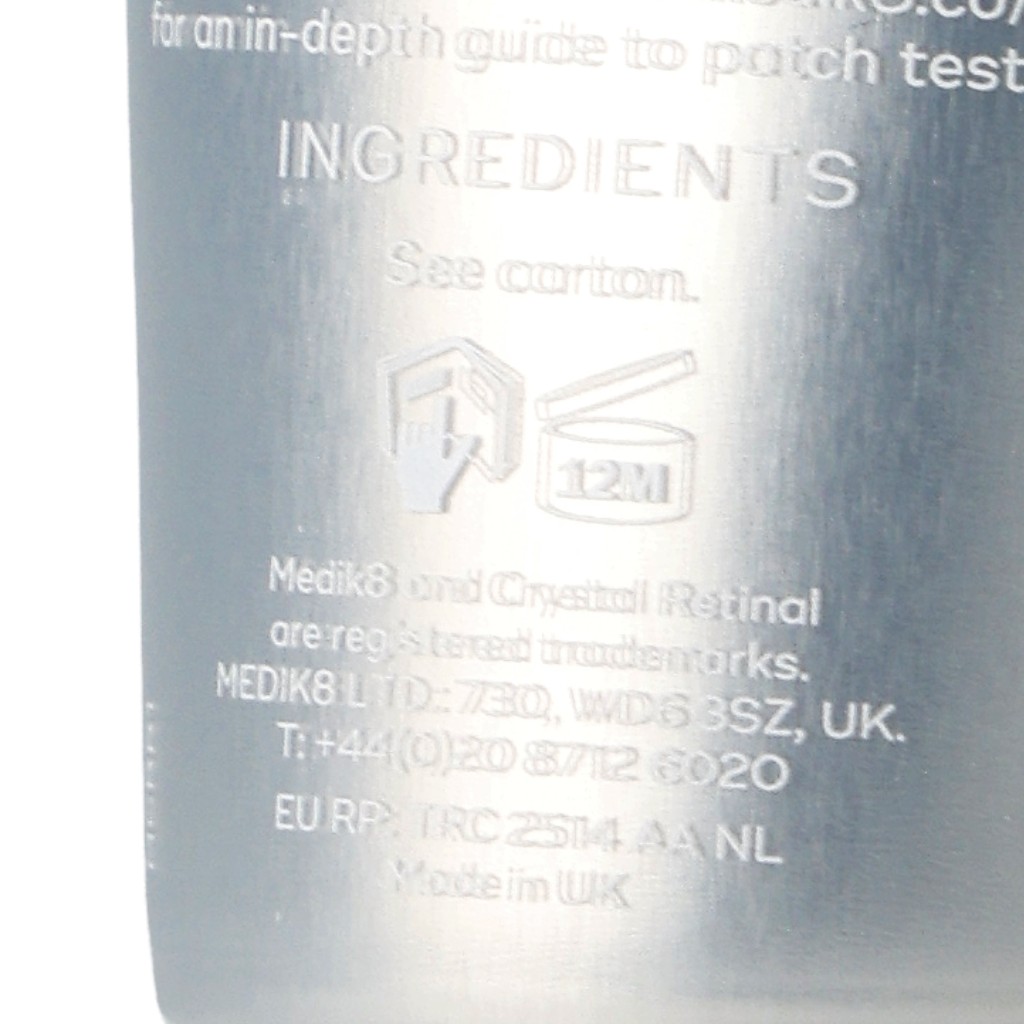 for an in-depth guide to patch test
INGREDIENTS
See carton.
12M
Medik8 and Crystal Retinal
are registered trademarks.
MEDIK8 LTD.: 730, WD6 3SZ, UK.
T: +44(0)20 8712 6020
EU RP: TRC 2514 AA NL
Made in UK